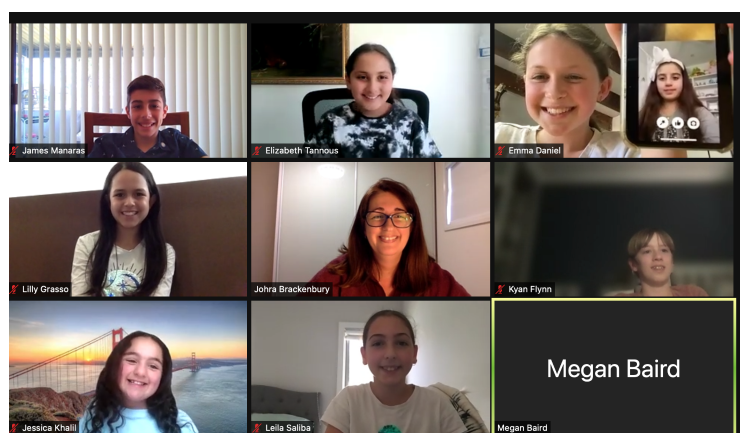 James Manaras
Elizabeth Tannous
Emma Daniel
Lilly Grasso
Johra Brackenbury
Kyan Flynn
Jessica Khalil
Leila Saliba
Megan Baird
Megan Baird